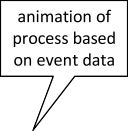 animation of
process based
on event data